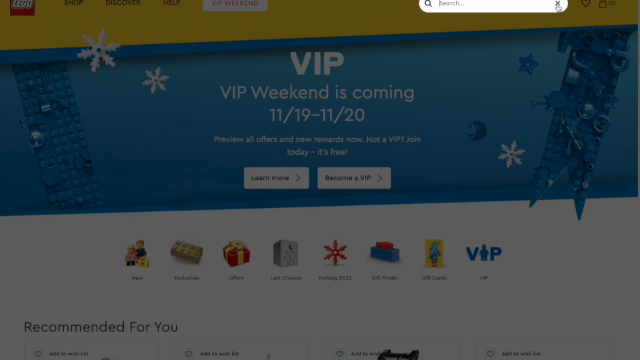 LEGO
SHOP DISCOVER HELP VIP WEEKEND Search...
VIP
VIP Weekend is coming
11/19–11/20
Preview all offers and new rewards now. Not a VIP? Join
today – it's free!
Learn more Become a VIP
VIP
New Exclusives Offers Last Chance Holiday 2022 Gift Finder Gift Cards VIP
Recommended For You
Add to wish list Add to wish list Add to wish list Add to wish list